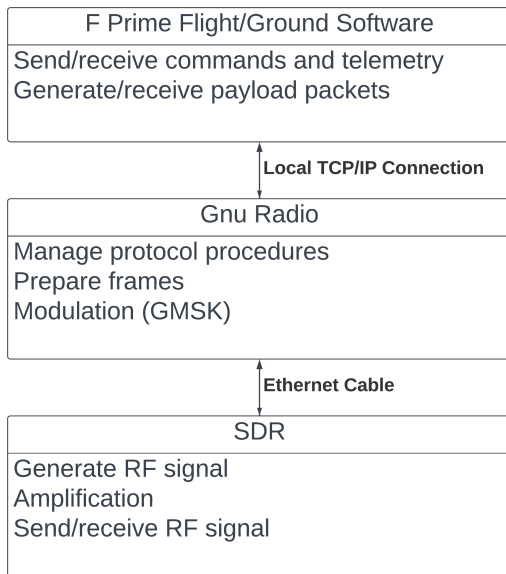 F Prime Flight/Ground Software
Send/receive commands and telemetry
Generate/receive payload packets
Local TCP/IP Connection
Gnu Radio
Manage protocol procedures
Prepare frames
Modulation (GMSK)
Ethernet Cable
SDR
Generate RF signal
Amplification
Send/receive RF signal